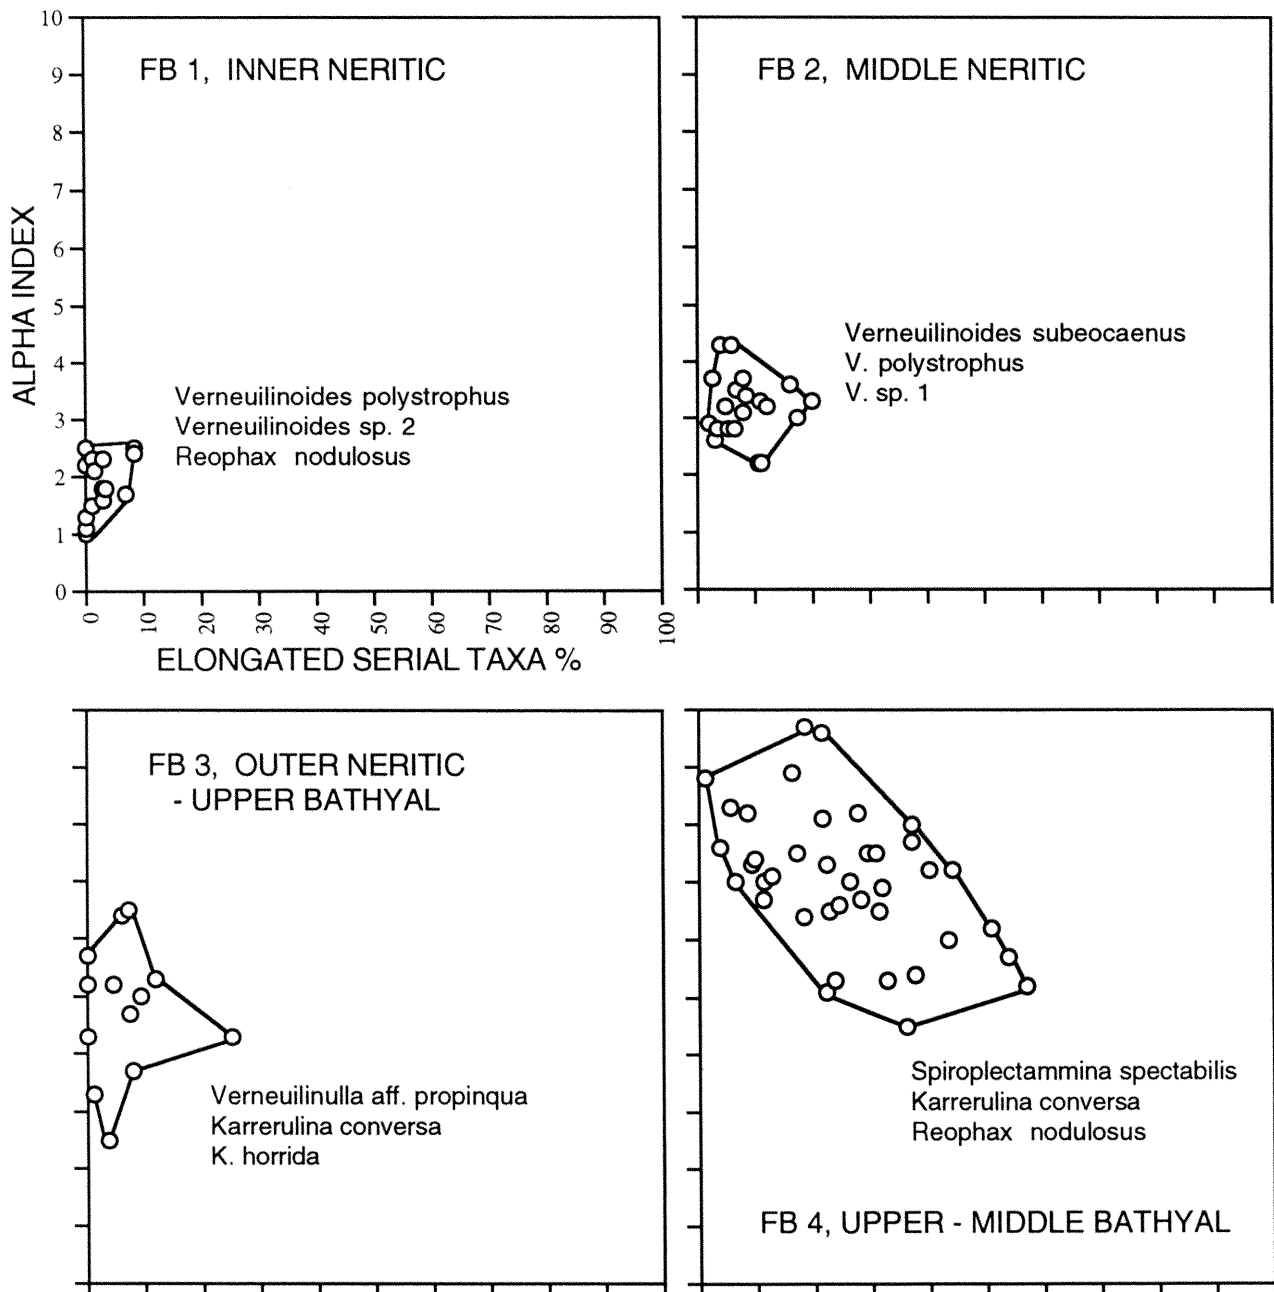 10
9
8
7
6
5
4
3
2
1
0
ALPHA INDEX
FB 1, INNER NERITIC
Verneuilinoides polystrophus
Verneuilinoides sp. 2
Reophax nodulosus
0 10 20 30 40 50 60 70 80 90 100
ELONGATED SERIAL TAXA %
FB 2, MIDDLE NERITIC
Verneuilinoides subeocaenus
V. polystrophus
V. sp. 1
FB 3, OUTER NERITIC
- UPPER BATHYAL
Verneuilinulla aff. propinqua
Karrerulina conversa
K. horrida
Spiroplectammina spectabilis
Karrerulina conversa
Reophax nodulosus
FB 4, UPPER - MIDDLE BATHYAL